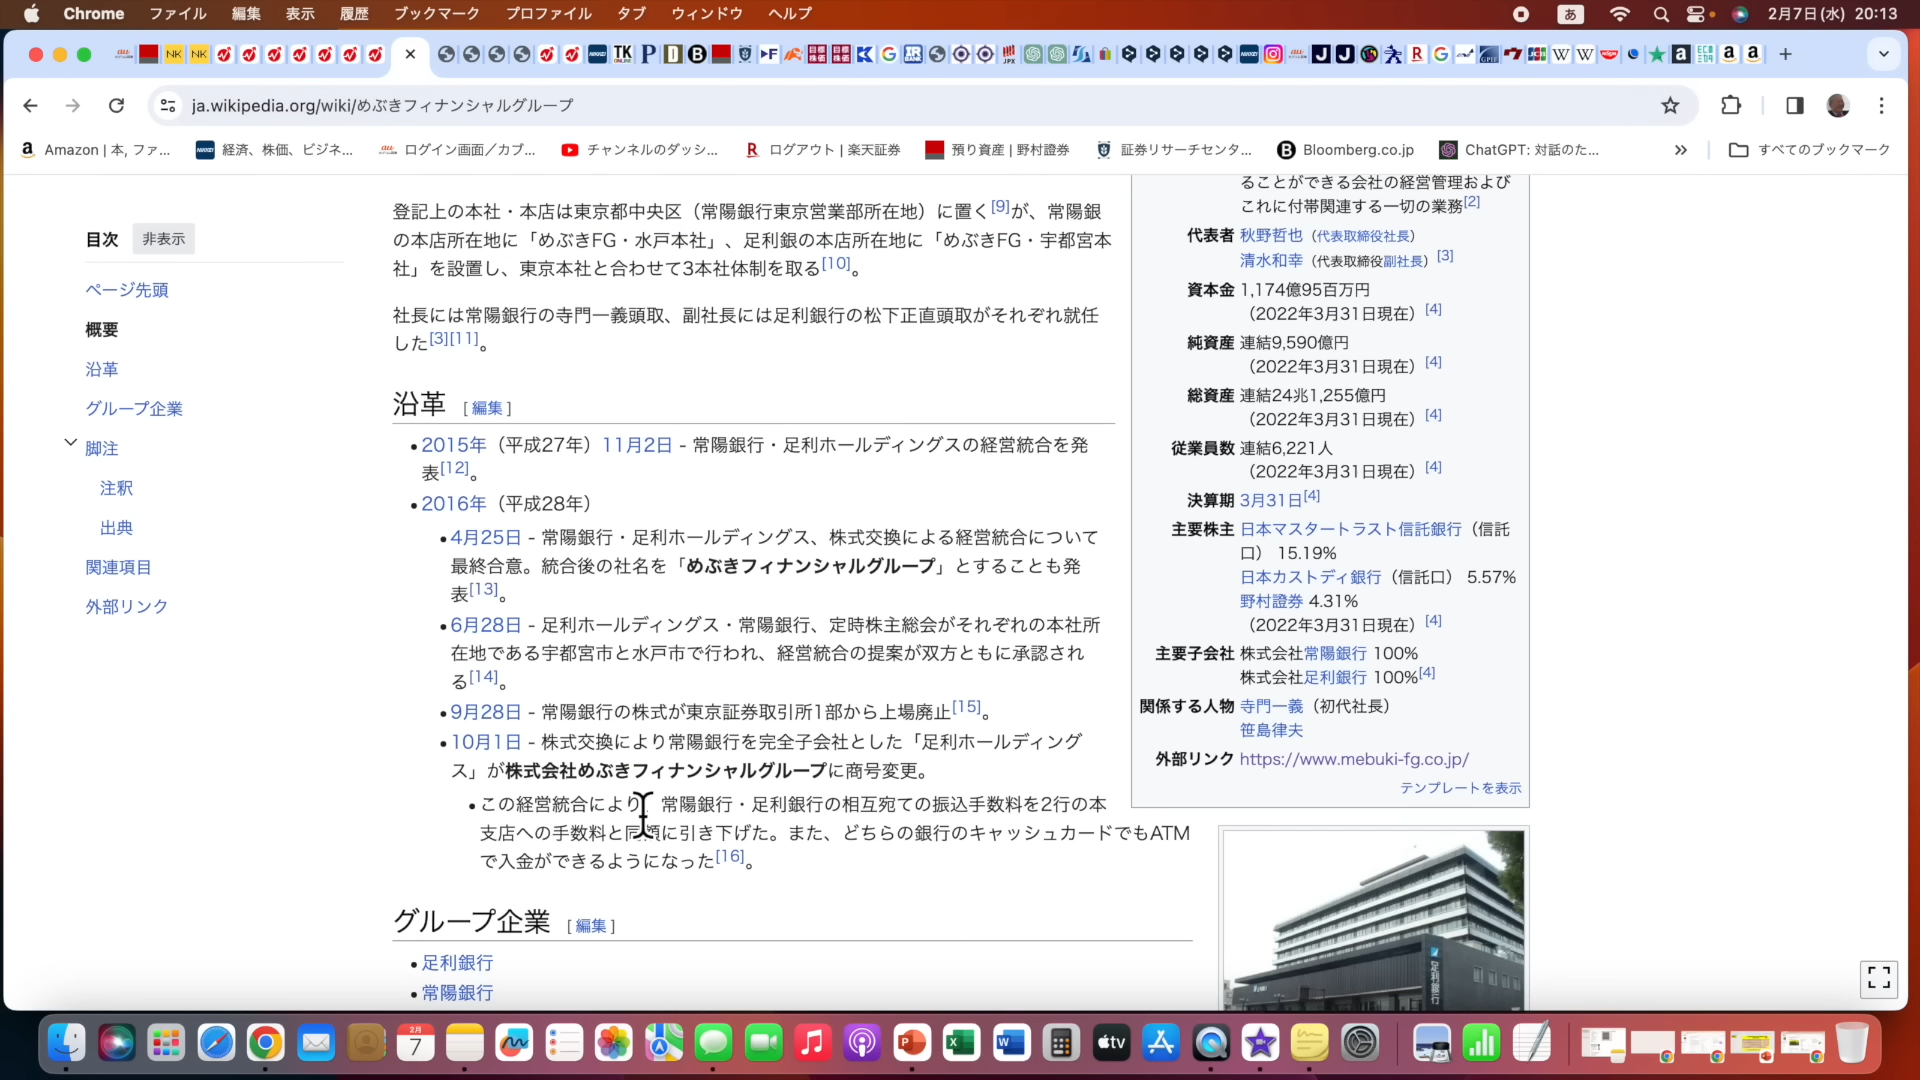 Chrome ファイル 編集 表示 履歴 ブックマーク プロファイル タブ ウィンドウ ヘルプ あ 2月7日(水) 20:13
ja.wikipedia.org/wiki/めぶきフィナンシャルグループ
Amazon | 本, ファ... 経済、株価、ビジネ... ログイン画面／カブ... チャンネルのダッシ... ログアウト | 楽天証券 預り資産 | 野村證券 証券リサーチセンタ... Bloomberg.co.jp ChatGPT: 対話のた... » すべてのブックマーク
目次 非表示
ページ先頭
概要
沿革
グループ企業
脚注
注釈
出典
関連項目
外部リンク
登記上の本社・本店は東京都中央区（常陽銀行東京営業部所在地）に置く[9]が、常陽銀
の本店所在地に「めぶきFG・水戸本社」、足利銀の本店所在地に「めぶきFG・宇都宮本
社」を設置し、東京本社と合わせて3本社体制を取る[10]。
社長には常陽銀行の寺門一義頭取、副社長には足利銀行の松下正直頭取がそれぞれ就任
した[3][11]。
沿革 [編集]
• 2015年（平成27年）11月2日 - 常陽銀行・足利ホールディングスの経営統合を発
表[12]。
• 2016年（平成28年）
• 4月25日 - 常陽銀行・足利ホールディングス、株式交換による経営統合について
最終合意。統合後の社名を「めぶきフィナンシャルグループ」とすることも発
表[13]。
• 6月28日 - 足利ホールディングス・常陽銀行、定時株主総会がそれぞれの本社所
在地である宇都宮市と水戸市で行われ、経営統合の提案が双方ともに承認され
る[14]。
• 9月28日 - 常陽銀行の株式が東京証券取引所1部から上場廃止[15]。
• 10月1日 - 株式交換により常陽銀行を完全子会社とした「足利ホールディング
ス」が株式会社めぶきフィナンシャルグループに商号変更。
• この経営統合により、常陽銀行・足利銀行の相互宛ての振込手数料を2行の本
支店への手数料と同額に引き下げた。また、どちらの銀行のキャッシュカードでもATM
で入金ができるようになった[16]。
グループ企業 [編集]
• 足利銀行
• 常陽銀行
ることができる会社の経営管理および
これに付帯関連する一切の業務[2]
代表者 秋野哲也（代表取締役社長）
清水和幸（代表取締役副社長）[3]
資本金 1,174億95百万円
（2022年3月31日現在）[4]
純資産 連結9,590億円
（2022年3月31日現在）[4]
総資産 連結24兆1,255億円
（2022年3月31日現在）[4]
従業員数 連結6,221人
（2022年3月31日現在）[4]
決算期 3月31日[4]
主要株主 日本マスタートラスト信託銀行（信託
口） 15.19%
日本カストディ銀行（信託口） 5.57%
野村證券 4.31%
（2022年3月31日現在）[4]
主要子会社 株式会社常陽銀行 100%
株式会社足利銀行 100%[4]
関係する人物 寺門一義（初代社長）
笹島律夫
外部リンク https://www.mebuki-fg.co.jp/
テンプレートを表示
足利銀行
2月
7
tv